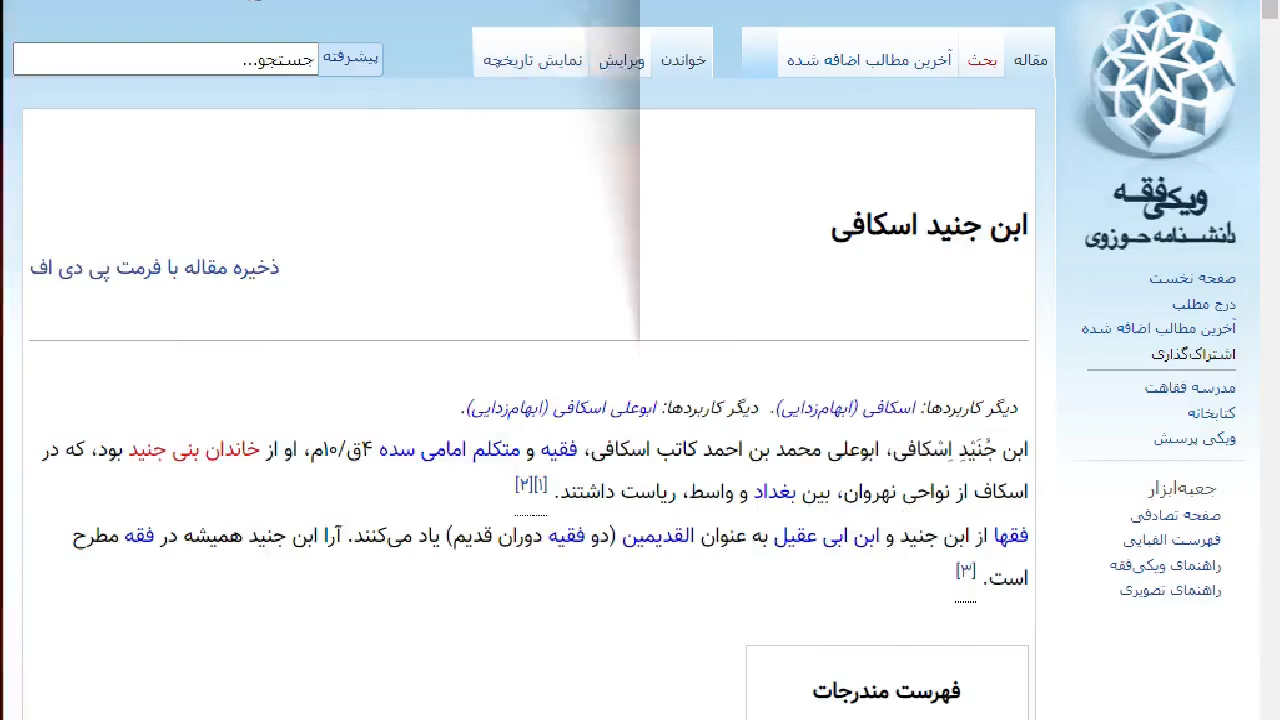 مقاله
بحث
آخرین مطالب اضافه شده
خواندن
ویرایش
نمایش تاریخچه
پیشرفته
جستجو...
ویکی‌فقه
دانشنامه حوزوی
صفحه نخست
درج مطلب
آخرین مطالب اضافه شده
اشتراک‌گذاری
مدرسه فقاهت
کتابخانه
ویکی پرسش
جعبه‌ابزار
صفحه تصادفی
فهرست الفبایی
راهنمای ویکی‌فقه
راهنمای تصویری
ابن جنید اسکافی
ذخیره مقاله با فرمت پی دی اف
دیگر کاربردها: اسکافی (ابهام‌زدایی). دیگر کاربردها: ابوعلی اسکافی (ابهام‌زدایی).
ابن جُنَیْدِ اِسْکافی، ابوعلی محمد بن احمد کاتب اسکافی، فقیه و متکلم امامی سده ۴ق/۱۰م، او از خاندان بنی جنید بود، که در
اسکاف از نواحی نهروان، بین بغداد و واسط، ریاست داشتند. [۱][۲]
فقها از ابن جنید و ابن ابی عقیل به عنوان القدیمین (دو فقیه دوران قدیم) یاد می‌کنند. آرا ابن جنید همیشه در فقه مطرح
است. [۳]
فهرست مندرجات